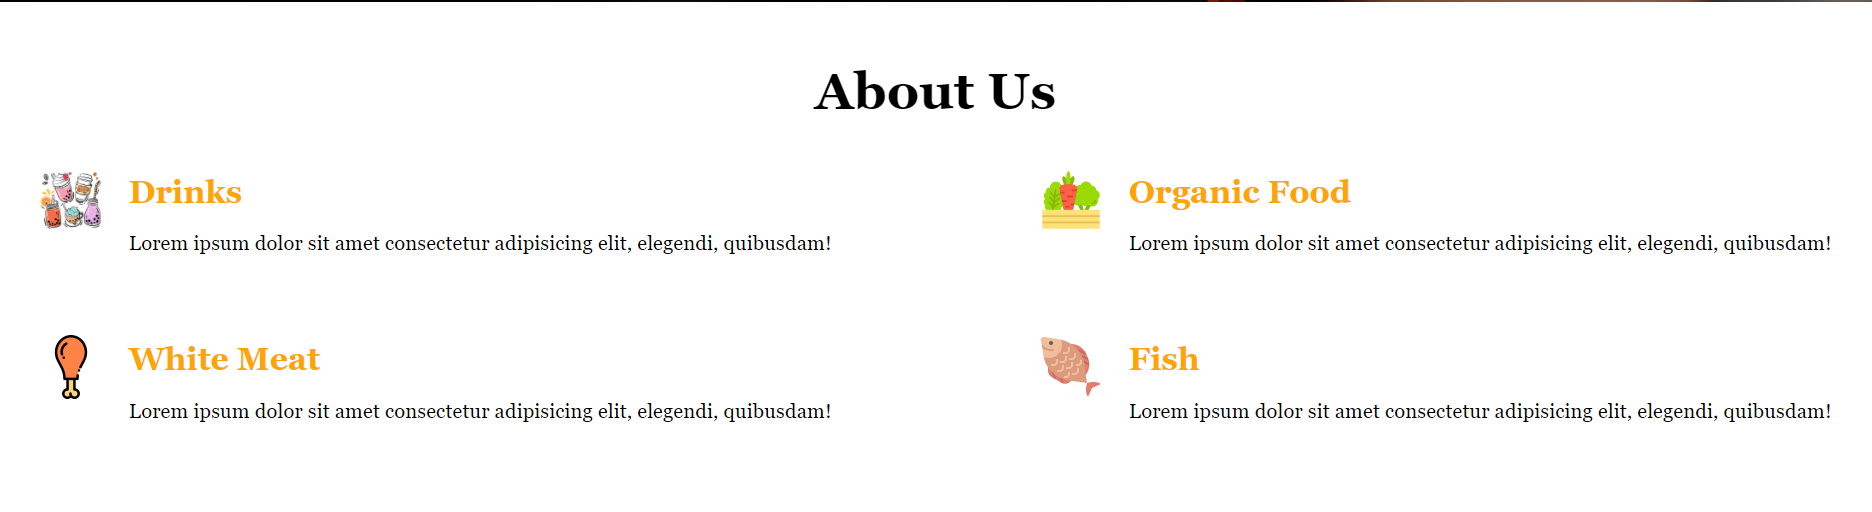 About Us
Drinks
Lorem ipsum dolor sit amet consectetur adipisicing elit, elegendi, quibusdam!
Organic Food
Lorem ipsum dolor sit amet consectetur adipisicing elit, elegendi, quibusdam!
White Meat
Lorem ipsum dolor sit amet consectetur adipisicing elit, elegendi, quibusdam!
Fish
Lorem ipsum dolor sit amet consectetur adipisicing elit, elegendi, quibusdam!